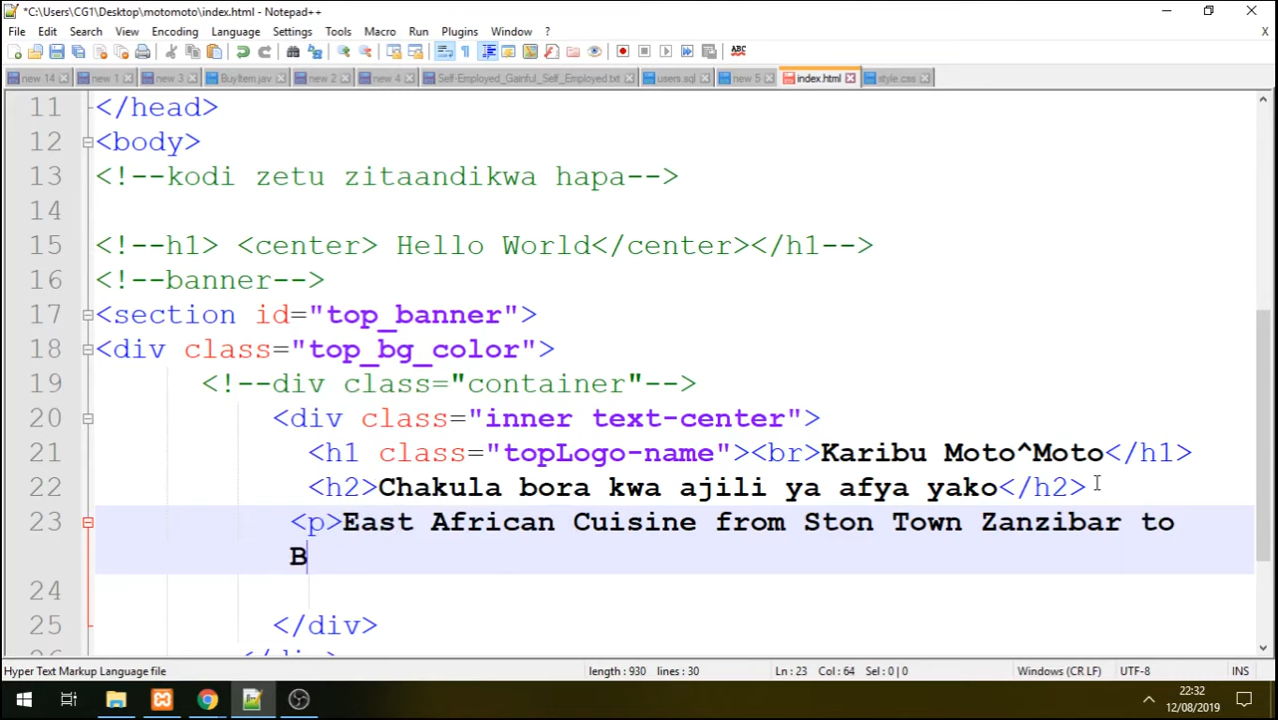 *C:\Users\CG1\Desktop\motomoto\index.html - Notepad++
File Edit Search View Encoding Language Settings Tools Macro Run Plugins Window ? X
new 14 new 1 new 3 BuyItem.jav new 2 new 4 Self-Employed_Gainful_Self_Employed.txt users.sql new 5 index.html style.css
11 </head>
12 <body>
13 <!--kodi zetu zitaandikwa hapa-->
14
15 <!--h1> <center> Hello World</center></h1-->
16 <!--banner-->
17 <section id="top_banner">
18 <div class="top_bg_color">
19 <!--div class="container"-->
20 <div class="inner text-center">
21 <h1 class="topLogo-name"><br>Karibu Moto^Moto</h1>
22 <h2>Chakula bora kwa ajili ya afya yako</h2>
23 <p>East African Cuisine from Ston Town Zanzibar to
B
24
25 </div>
Hyper Text Markup Language file length : 930 lines : 30 Ln : 23 Col : 64 Sel : 0 | 0 Windows (CR LF) UTF-8 INS
22:32
12/08/2019